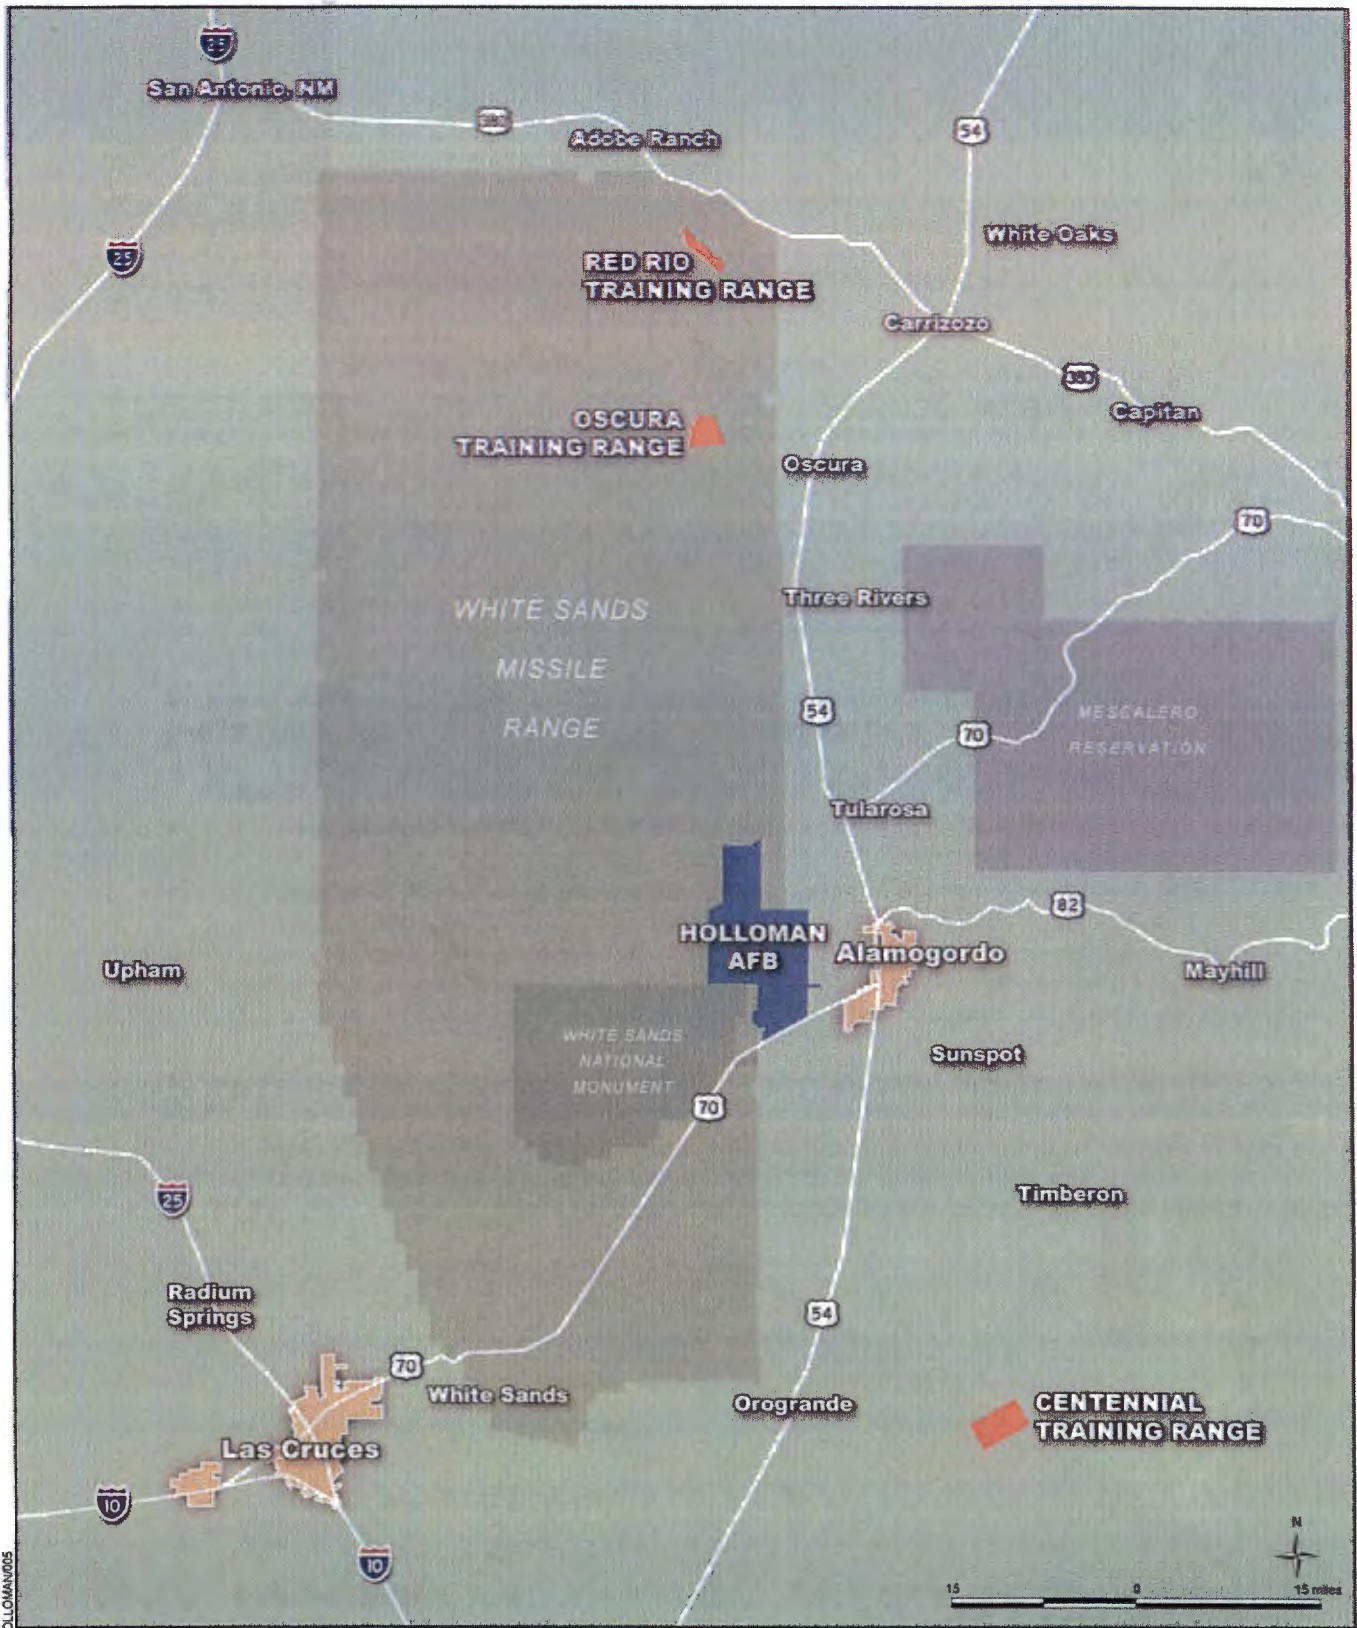 25
San Antonio, NM
380
Adobe Ranch
54
White Oaks
25
RED RIO
TRAINING RANGE
Carrizozo
380
Capitan
OSCURA
TRAINING RANGE
Oscura
70
WHITE SANDS
MISSILE
RANGE
Three Rivers
54
70
MESCALERO
RESERVATION
Tularosa
82
HOLLOMAN
AFB
Alamogordo
Upham
Mayhill
WHITE SANDS
NATIONAL
MONUMENT
Sunspot
70
25
Timberon
Radium
Springs
54
70
White Sands
Orogrande
CENTENNIAL
TRAINING RANGE
Las Cruces
10
10
N
15 0 15 miles
OLLOMAN/005